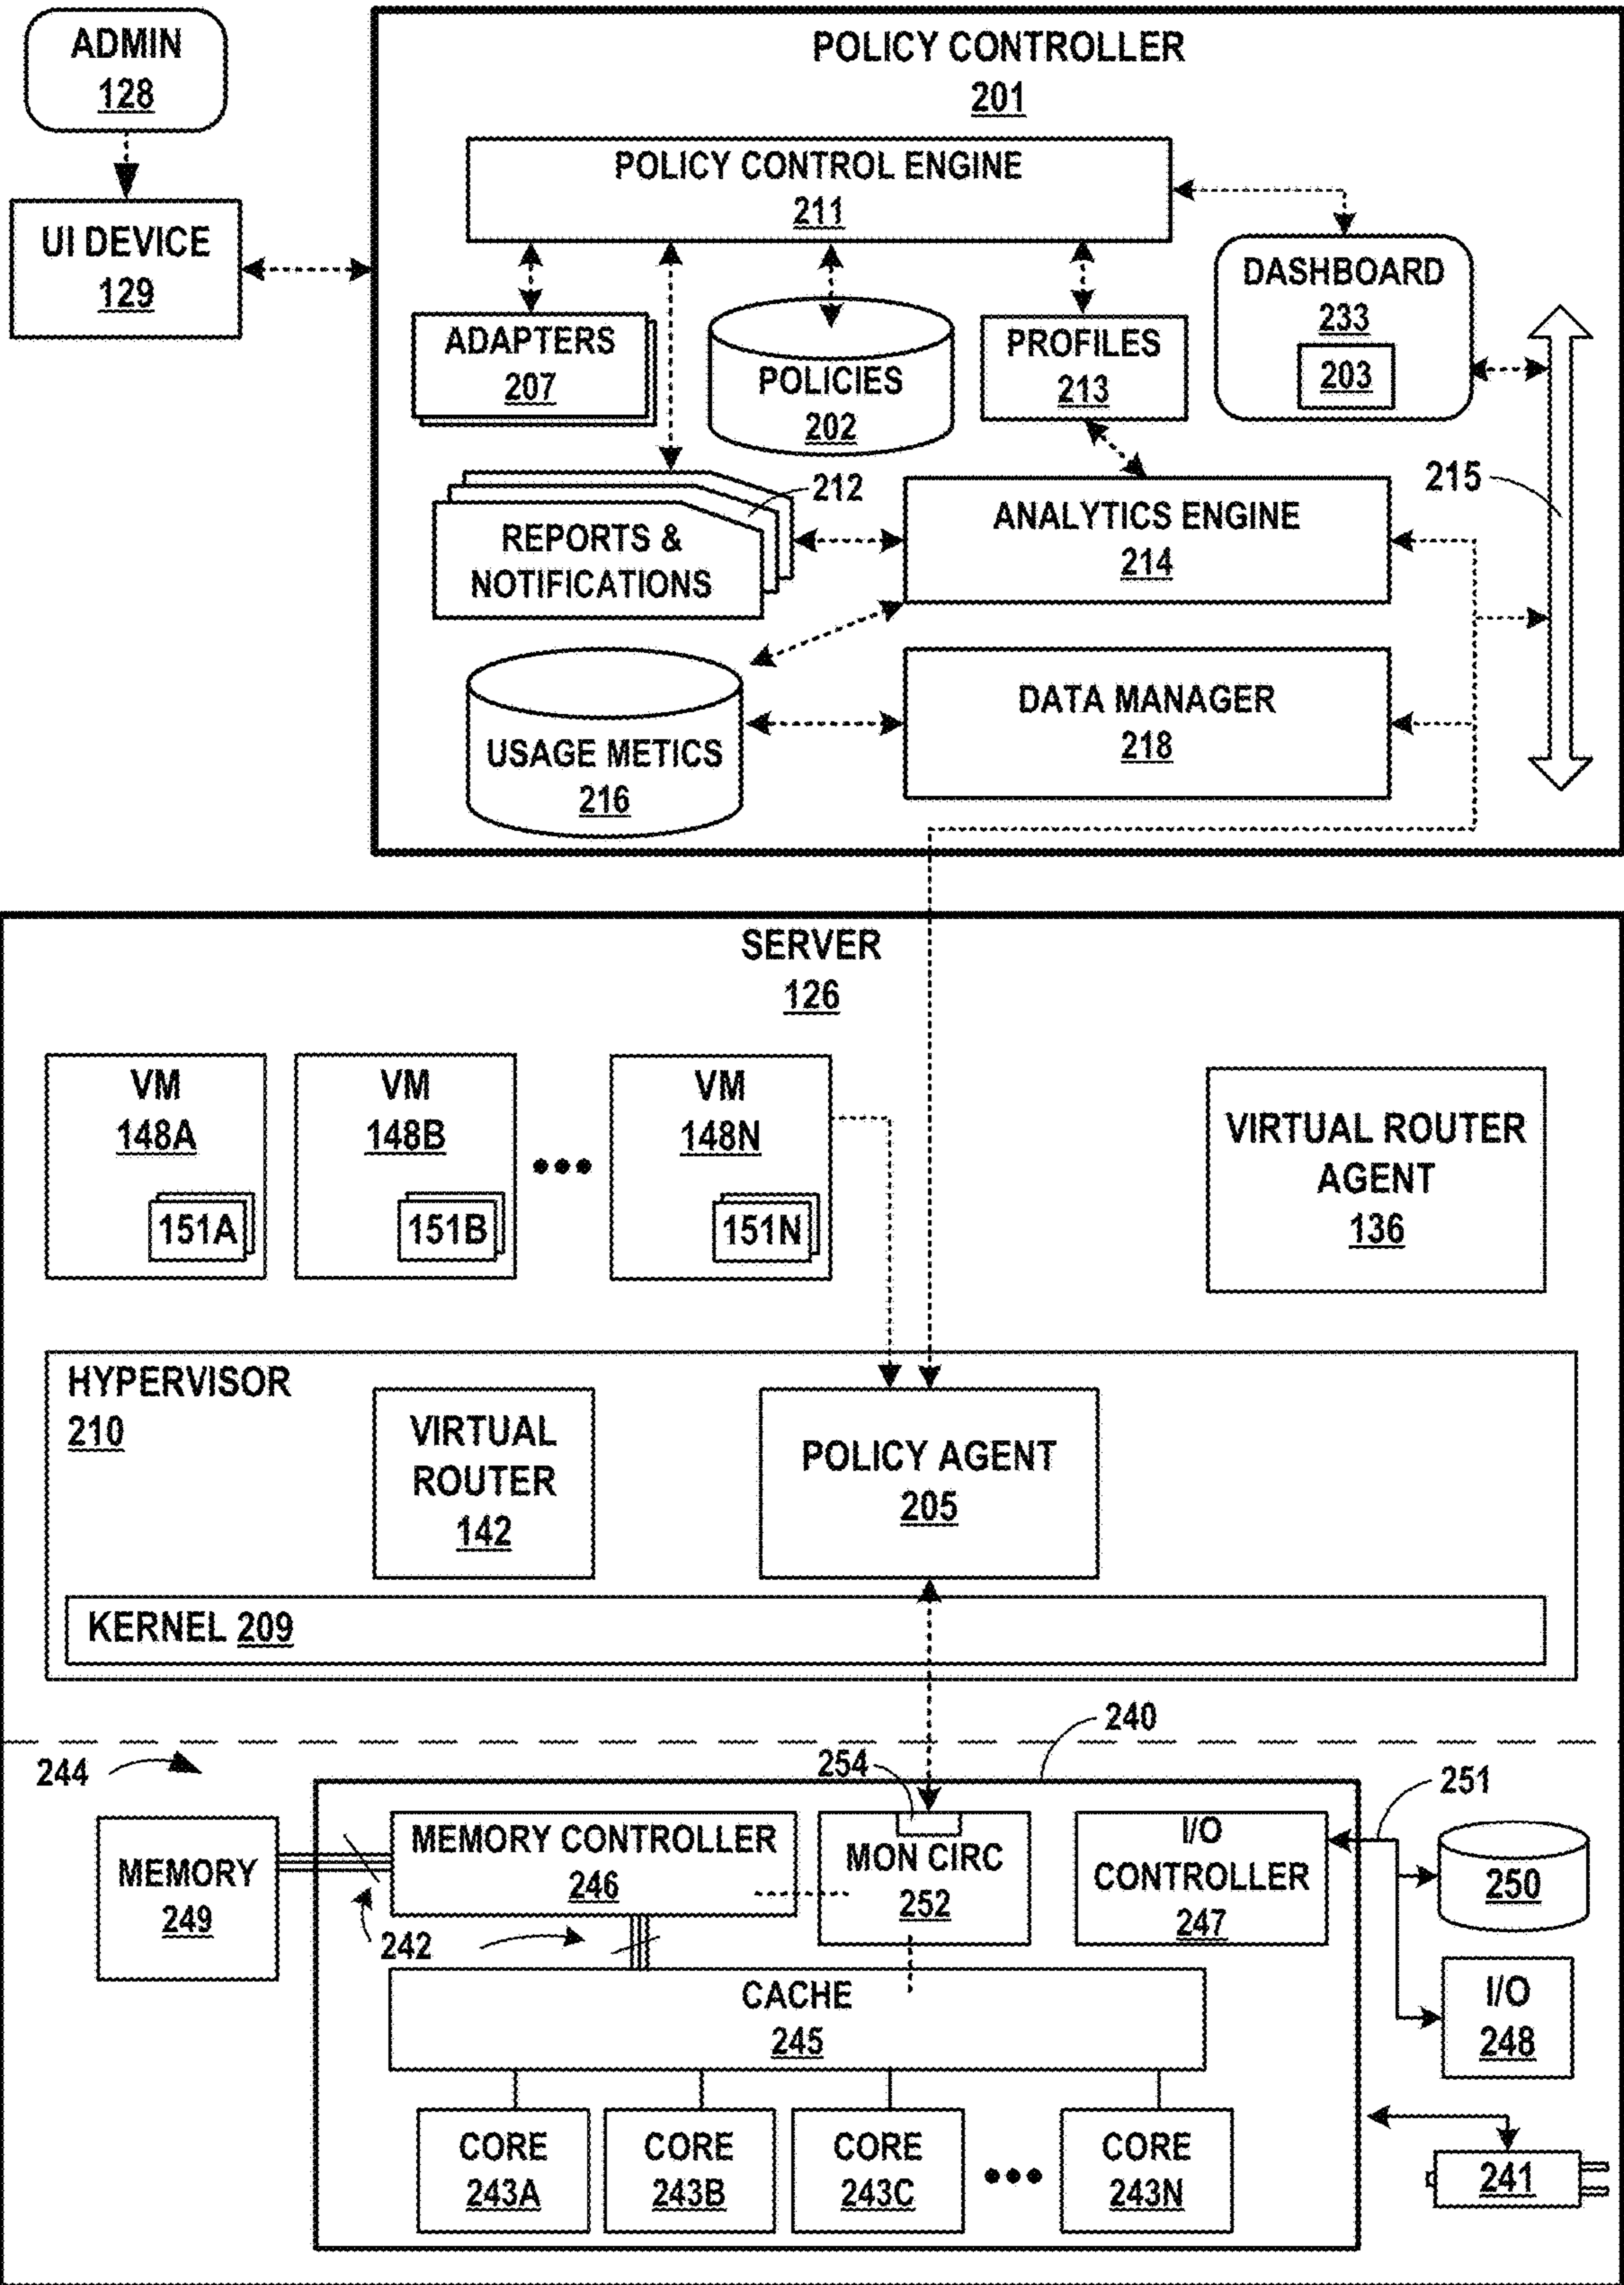 ADMIN
128
UI DEVICE
129
POLICY CONTROLLER
201
POLICY CONTROL ENGINE
211
DASHBOARD
233
203
ADAPTERS
207
POLICIES
202
PROFILES
213
215
212
REPORTS &
NOTIFICATIONS
ANALYTICS ENGINE
214
USAGE METICS
216
DATA MANAGER
218
SERVER
126
VM
148A
151A
VM
148B
151B
VM
148N
151N
VIRTUAL ROUTER
AGENT
136
HYPERVISOR
210
VIRTUAL
ROUTER
142
POLICY AGENT
205
KERNEL 209
240
244
254
251
MEMORY
249
MEMORY CONTROLLER
246
MON CIRC
252
I/O
CONTROLLER
247
250
242
CACHE
245
I/O
248
CORE
243A
CORE
243B
CORE
243C
CORE
243N
241